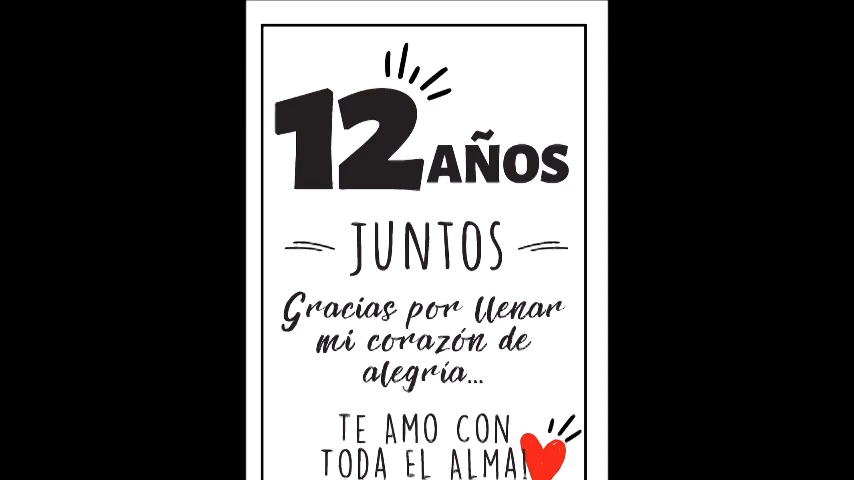 12 AÑOS
JUNTOS
Gracias por llenar
mi corazón de
alegría...
TE AMO CON
TODA EL ALMA!